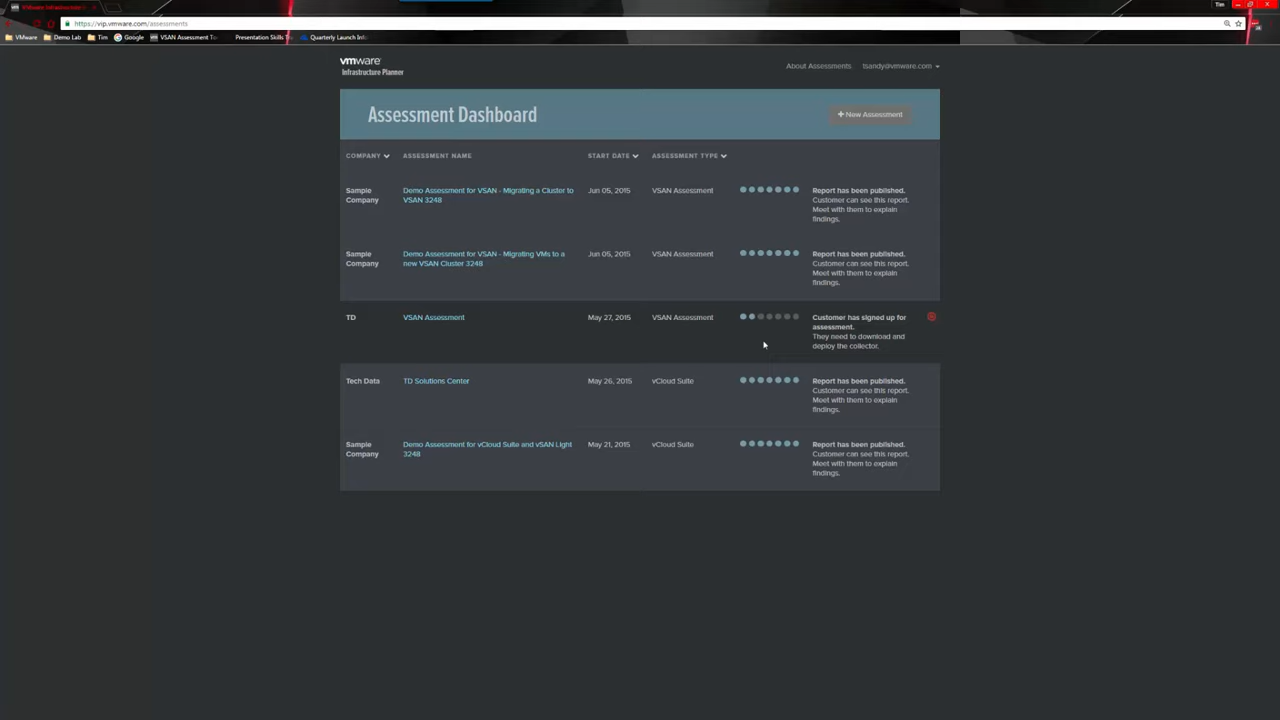 Tim
https://vip.vmware.com/assessments
VMware
Demo Lab
Tim
Google
VSAN Assessment To
Presentation Skills
Quarterly Launch Inf
vmware
Infrastructure Planner
About Assessments
tsandy@vmware.com
Assessment Dashboard
+ New Assessment
COMPANY
ASSESSMENT NAME
START DATE
ASSESSMENT TYPE
Sample
Company
Demo Assessment for VSAN - Migrating a Cluster to
VSAN 3248
Jun 05, 2015
VSAN Assessment
Report has been published.
Customer can see this report.
Meet with them to explain
findings.
Sample
Company
Demo Assessment for VSAN - Migrating VMs to a
new VSAN Cluster 3248
Jun 05, 2015
VSAN Assessment
Report has been published.
Customer can see this report.
Meet with them to explain
findings.
TD
VSAN Assessment
May 27, 2015
VSAN Assessment
Customer has signed up for
assessment.
They need to download and
deploy the collector.
Tech Data
TD Solutions Center
May 26, 2015
vCloud Suite
Report has been published.
Customer can see this report.
Meet with them to explain
findings.
Sample
Company
Demo Assessment for vCloud Suite and vSAN Light
3248
May 21, 2015
vCloud Suite
Report has been published.
Customer can see this report.
Meet with them to explain
findings.